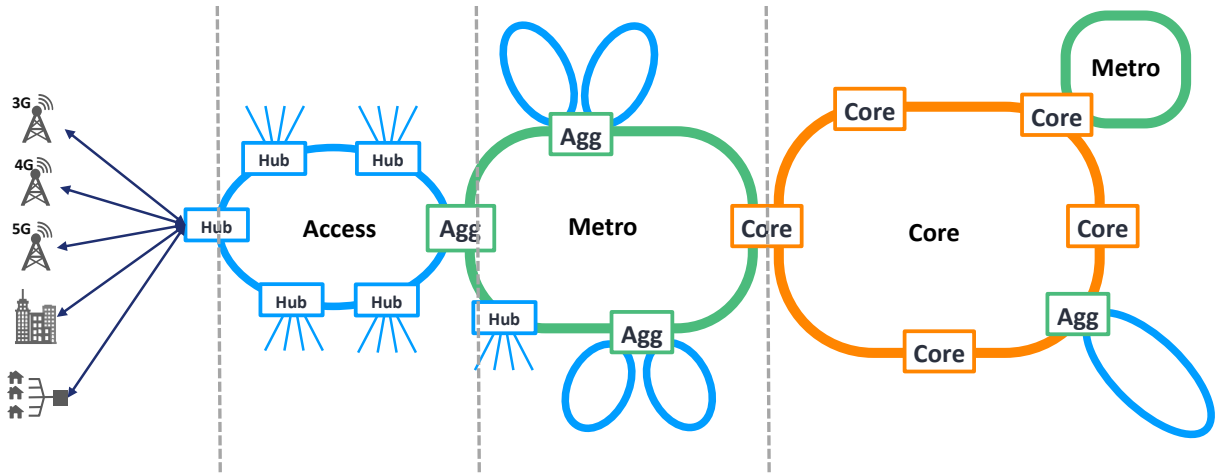 3G
4G
5G
Hub
Hub
Hub
Access
Hub
Hub
Agg
Agg
Metro
Hub
Agg
Core
Core
Core
Metro
Core
Core
Agg
Core